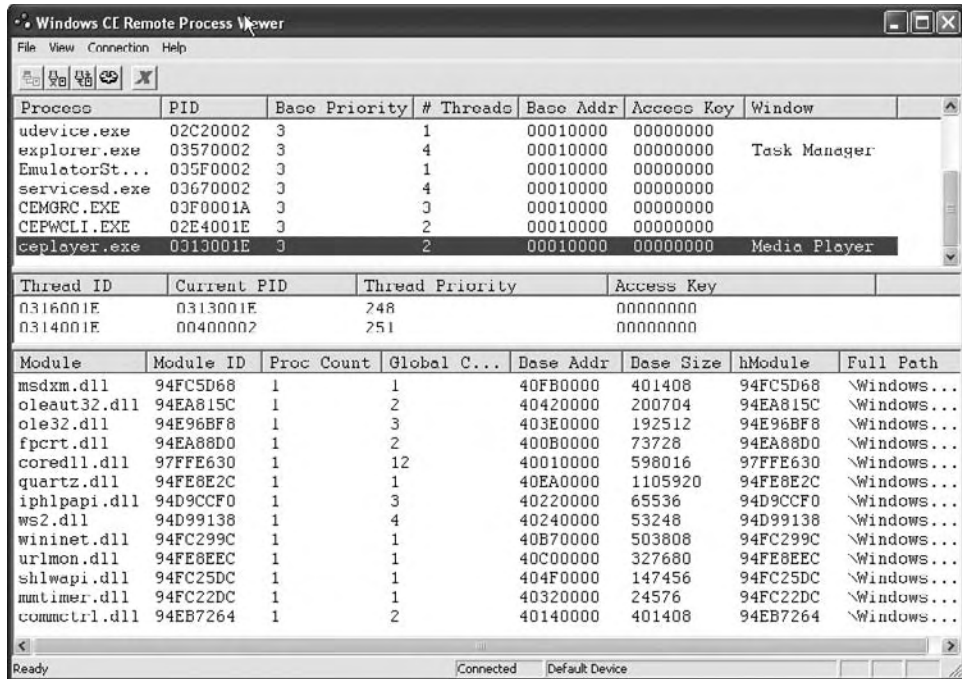 Windows CE Remote Process Viewer
File View Connection Help
Process PID Base Priority # Threads Base Addr Access Key Window
udevice.exe 02C20002 3 1 00010000 00000000
explorer.exe 03570002 3 4 00010000 00000000 Task Manager
EmulatorSt... 035F0002 3 1 00010000 00000000
servicesd.exe 03670002 3 4 00010000 00000000
CEMGRC.EXE 03F0001A 3 3 00010000 00000000
CEPWCLI.EXE 02E4001E 3 2 00010000 00000000
ceplayer.exe 0313001E 3 2 00010000 00000000 Media Player
Thread ID Current PID Thread Priority Access Key
0316001E 0313001E 248 00000000
0314001E 00400002 251 00000000
Module Module ID Proc Count Global C... Base Addr Base Size hModule Full Path
msdxm.dll 94FC5D68 1 1 40FB0000 401408 94FC5D68 \Windows...
oleaut32.dll 94EA815C 1 2 40420000 200704 94EA815C \Windows...
ole32.dll 94E96BF8 1 3 403E0000 192512 94E96BF8 \Windows...
fpcrt.dll 94EA88D0 1 2 400B0000 73728 94EA88D0 \Windows...
coredll.dll 97FFE630 1 12 40010000 598016 97FFE630 \Windows...
quartz.dll 94FE8E2C 1 1 40EA0000 1105920 94FE8E2C \Windows...
iphlpapi.dll 94D9CCF0 1 3 40220000 65536 94D9CCF0 \Windows...
ws2.dll 94D99138 1 4 40240000 53248 94D99138 \Windows...
wininet.dll 94FC299C 1 1 40B70000 503808 94FC299C \Windows...
urlmon.dll 94FE8EEC 1 1 40C00000 327680 94FE8EEC \Windows...
shlwapi.dll 94FC25DC 1 1 404F0000 147456 94FC25DC \Windows...
mmtimer.dll 94FC22DC 1 1 40320000 24576 94FC22DC \Windows...
commctrl.dll 94EB7264 1 2 40140000 401408 94EB7264 \Windows...
Ready Connected Default Device